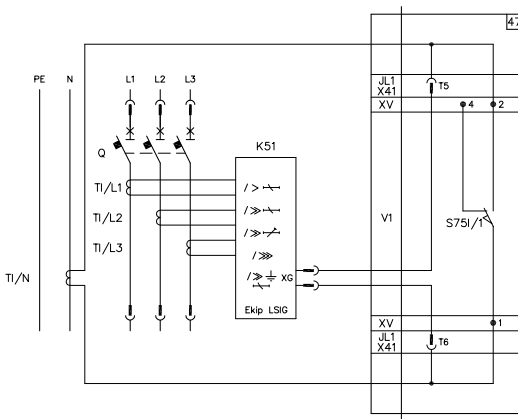 47
PE N L1 L2 L3
JL1
X41
T5
XV
4
2
Q
K51
TI/L1
I >
TI/L2
I >>
V1
S75I/1
TI/L3
I >>
I >>>
TI/N
I >>
XG
Ekip LSIG
XV
1
JL1
X41
T6